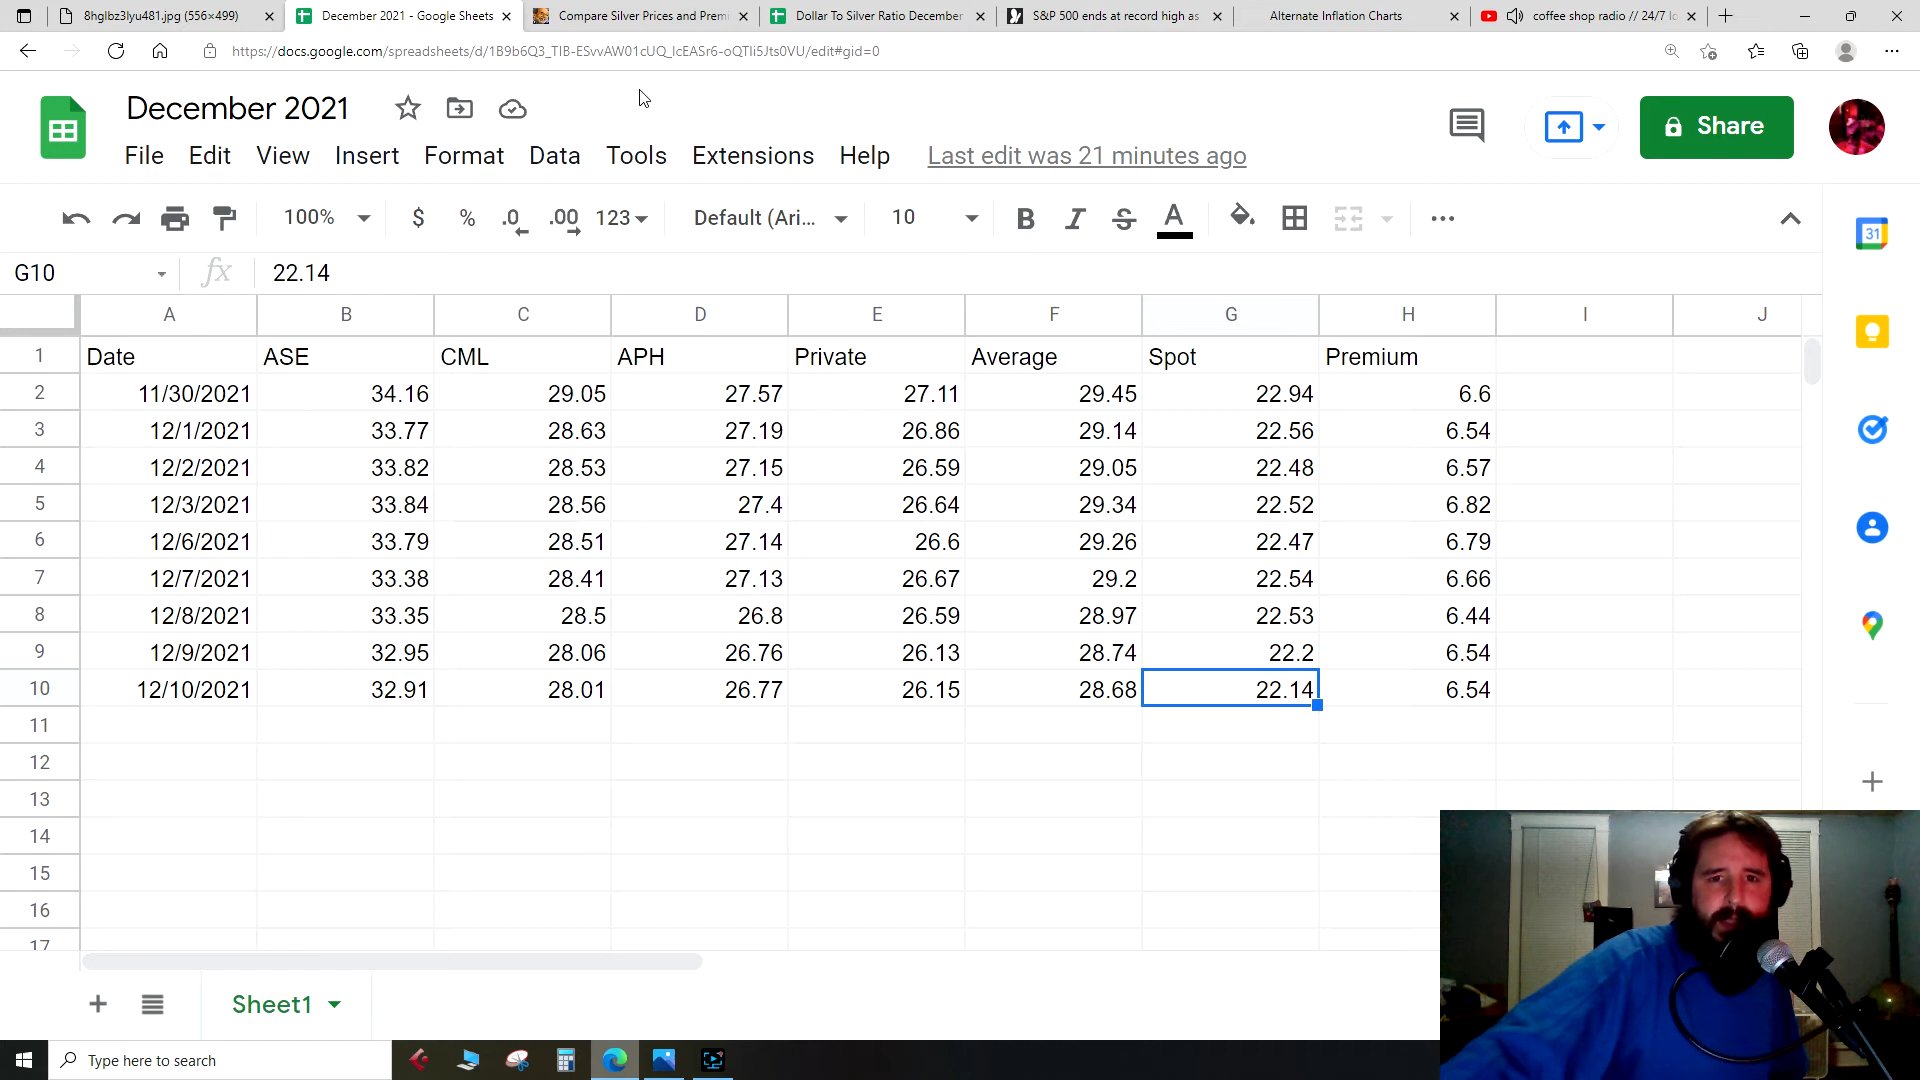 8hglbz3lyu481.jpg (556×499)
December 2021 - Google Sheets
Compare Silver Prices and Premi
Dollar To Silver Ratio December
S&P 500 ends at record high as
Alternate Inflation Charts
coffee shop radio // 24/7 lo
December 2021
Share
File Edit View Insert Format Data Tools Extensions Help Last edit was 21 minutes ago
100% $ % .0 .00 123 Default (Ari... 10 B I S A
31
G10 fx 22.14
A B C D E F G H I J
1 Date ASE CML APH Private Average Spot Premium
2 11/30/2021 34.16 29.05 27.57 27.11 29.45 22.94 6.6
3 12/1/2021 33.77 28.63 27.19 26.86 29.14 22.56 6.54
4 12/2/2021 33.82 28.53 27.15 26.59 29.05 22.48 6.57
5 12/3/2021 33.84 28.56 27.4 26.64 29.34 22.52 6.82
6 12/6/2021 33.79 28.51 27.14 26.6 29.26 22.47 6.79
7 12/7/2021 33.38 28.41 27.13 26.67 29.2 22.54 6.66
8 12/8/2021 33.35 28.5 26.8 26.59 28.97 22.53 6.44
9 12/9/2021 32.95 28.06 26.76 26.13 28.74 22.2 6.54
10 12/10/2021 32.91 28.01 26.77 26.15 28.68 22.14 6.54
11
12
13
14
15
16
17
Sheet1
Type here to search